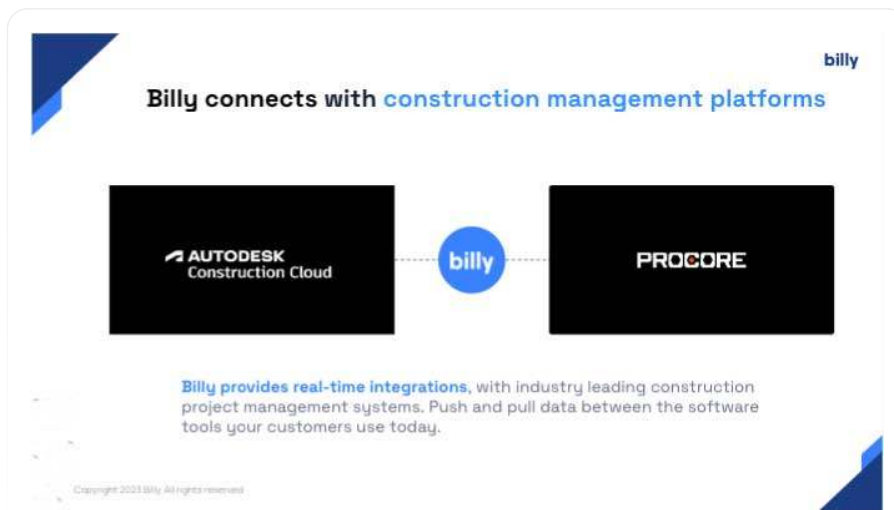 billy
Billy connects with construction management platforms
AUTODESK
Construction Cloud
billy
PROCORE
Billy provides real-time integrations, with industry leading construction
project management systems. Push and pull data between the software
tools your customers use today.
Copyright 2023 Billy. All rights reserved